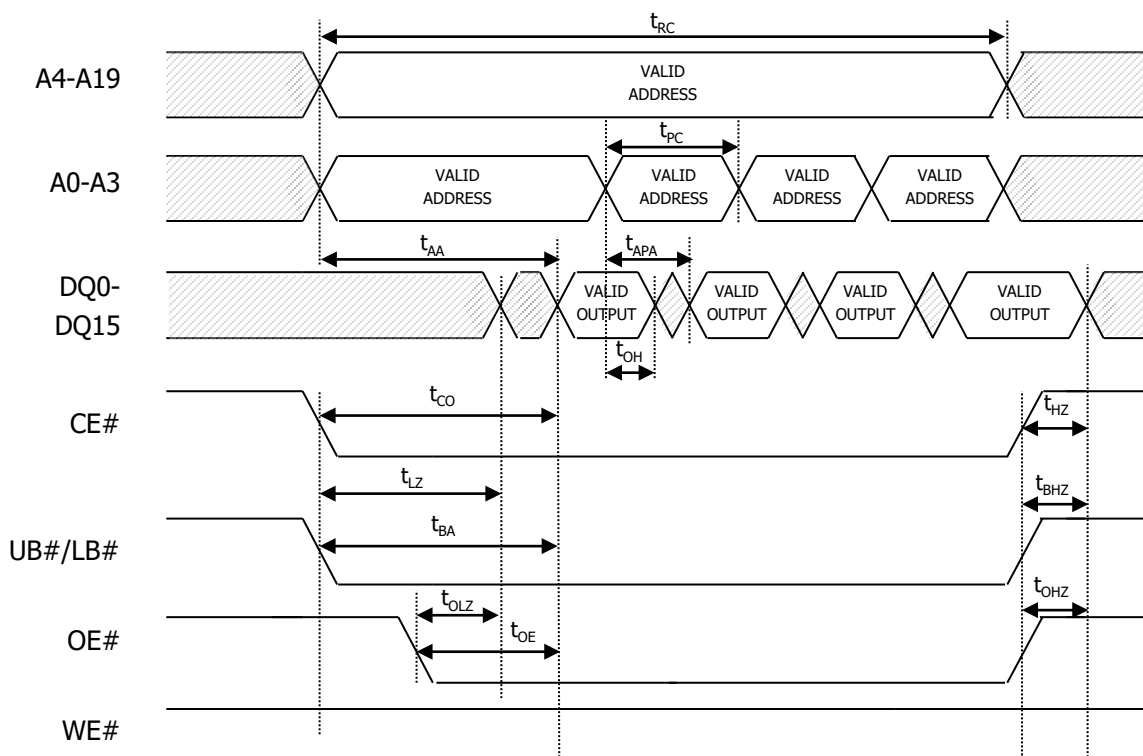 tRC
A4-A19
VALID
ADDRESS
tPC
A0-A3
VALID
ADDRESS
VALID
ADDRESS
VALID
ADDRESS
VALID
ADDRESS
tAA
tAPA
DQ0-
DQ15
VALID
OUTPUT
VALID
OUTPUT
VALID
OUTPUT
VALID
OUTPUT
tOH
CE#
tCO
tHZ
tLZ
tBHZ
UB#/LB#
tBA
tOLZ
tOHZ
OE#
tOE
WE#